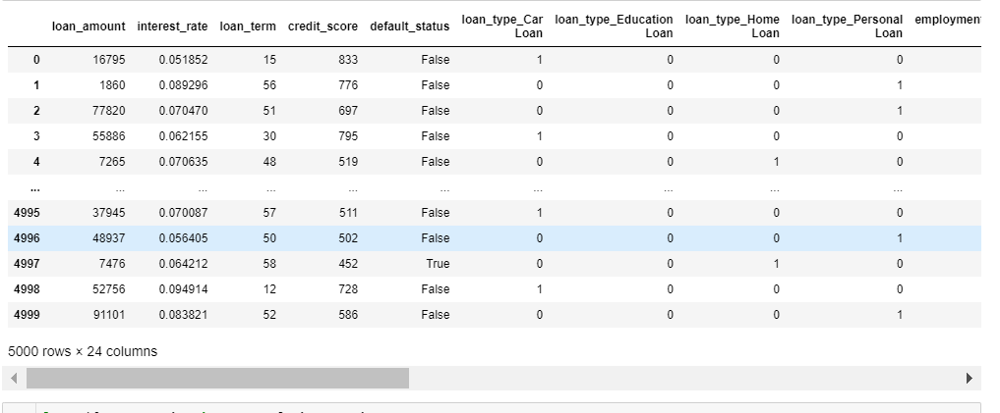 loan_amount interest_rate loan_term credit_score default_status loan_type_Car Loan loan_type_Education Loan loan_type_Home Loan loan_type_Personal Loan
0 16795 0.051852 15 833 False 1 0 0 0
1 1860 0.089296 56 776 False 0 0 0 1
2 77820 0.070470 51 697 False 0 0 0 1
3 55886 0.062155 30 795 False 1 0 0 0
4 7265 0.070635 48 519 False 0 0 1 0
... ... ... ... ... ... ... ... ... ...
4995 37945 0.070087 57 511 False 1 0 0 0
4996 48937 0.056405 50 502 False 0 0 0 1
4997 7476 0.064212 58 452 True 0 0 1 0
4998 52756 0.094914 12 728 False 1 0 0 0
4999 91101 0.083821 52 586 False 0 0 0 1
5000 rows × 24 columns